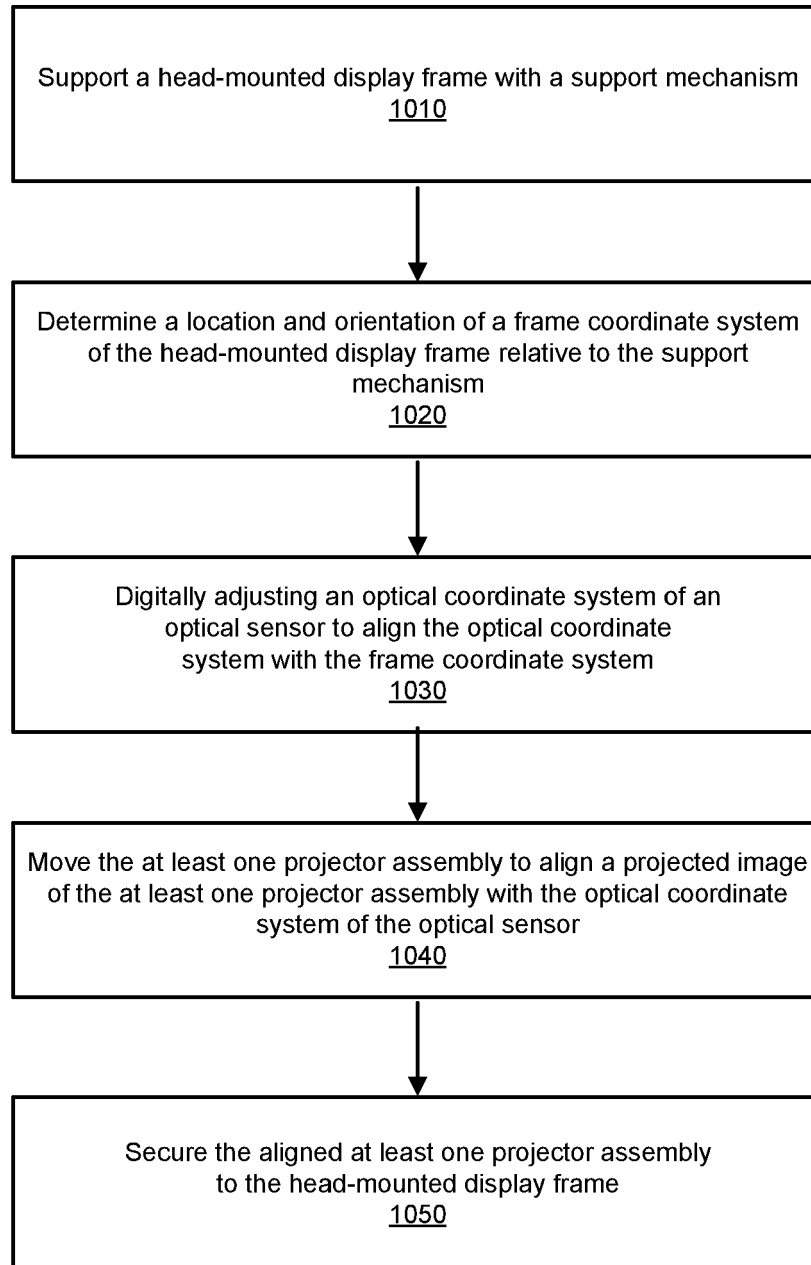 Support a head-mounted display frame with a support mechanism
1010
Determine a location and orientation of a frame coordinate system
of the head-mounted display frame relative to the support
mechanism
1020
Digitally adjusting an optical coordinate system of an
optical sensor to align the optical coordinate
system with the frame coordinate system
1030
Move the at least one projector assembly to align a projected image
of the at least one projector assembly with the optical coordinate
system of the optical sensor
1040
Secure the aligned at least one projector assembly
to the head-mounted display frame
1050